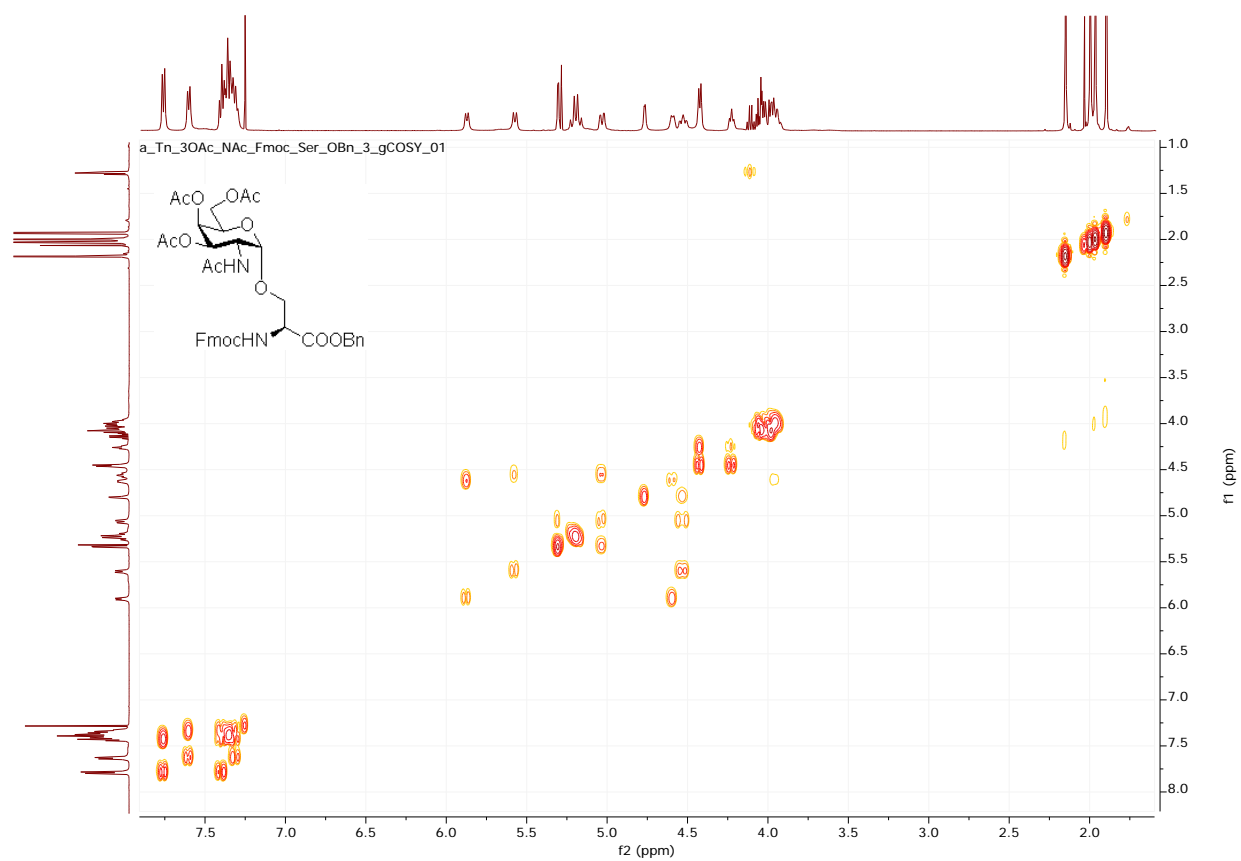 a_Tn_3OAc_NAc_Fmoc_Ser_OBn_3_gCOSY_01
AcO
OAc
O
AcO
AcHN
O
FmocHN
COOBn
1.0
1.5
2.0
2.5
3.0
3.5
4.0
4.5
5.0
5.5
6.0
6.5
7.0
7.5
8.0
f1 (ppm)
7.5 7.0 6.5 6.0 5.5 5.0 4.5 4.0 3.5 3.0 2.5 2.0
f2 (ppm)